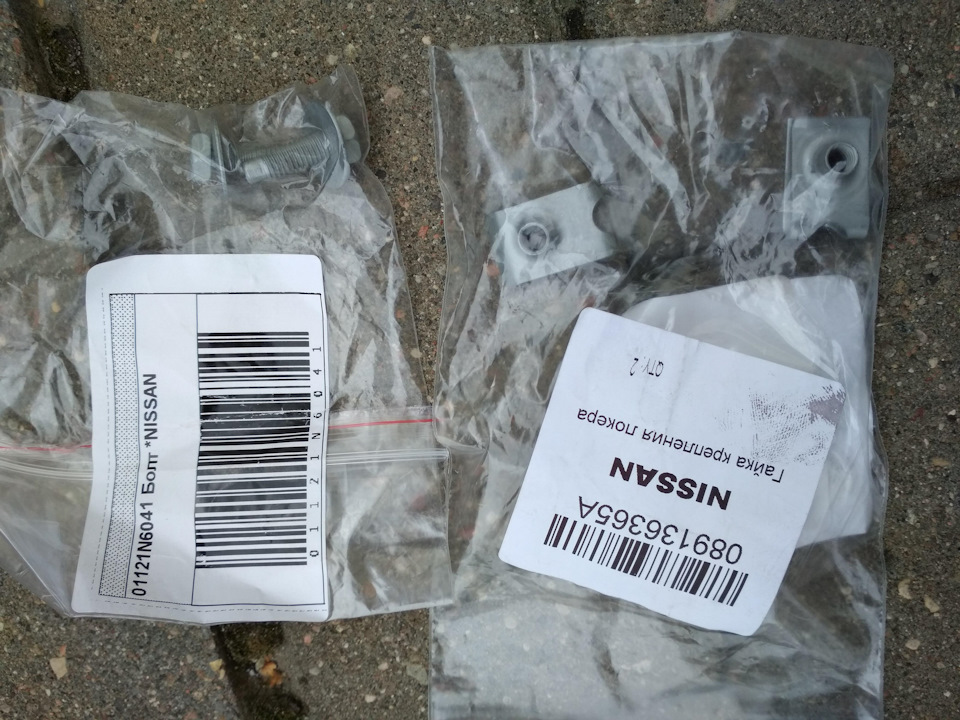 01121N6041 Болт *NISSAN
01121N6041
089136365A
NISSAN
Гайка крепления локера
QTY: 2